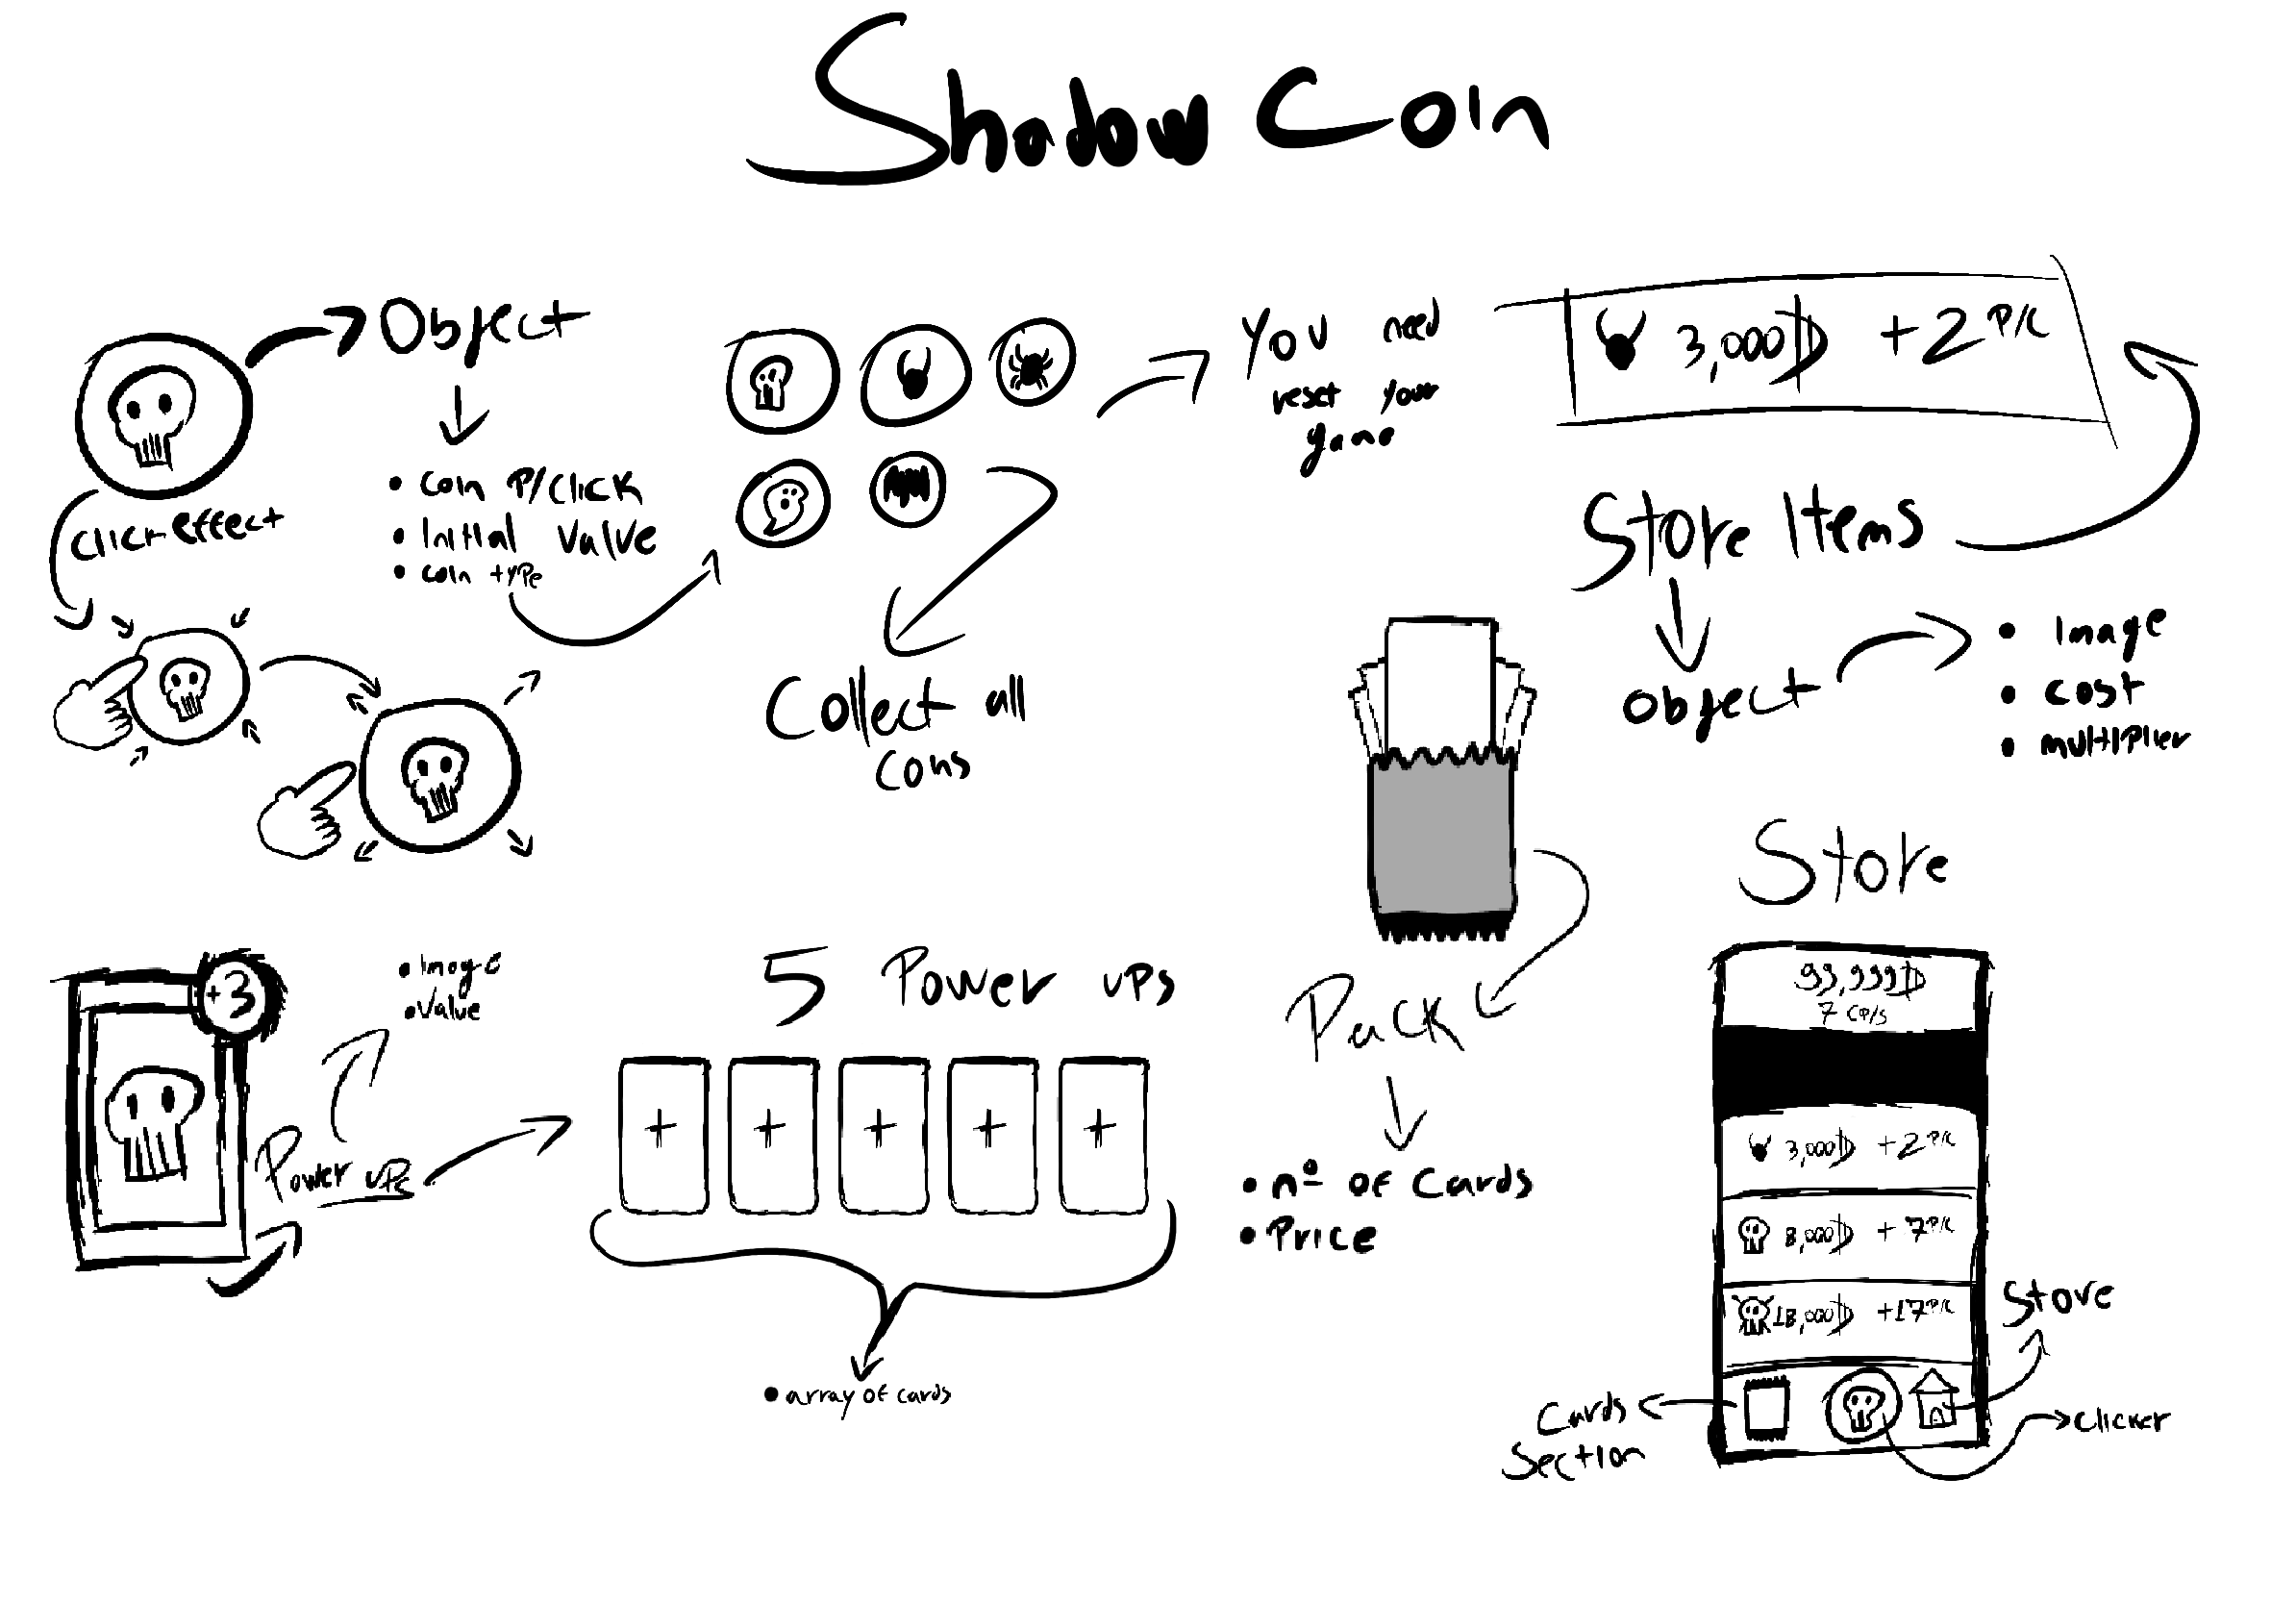 Shadow Coin
Object
• Coin P/Click
• Initial Value
• Coin type
Click effect
Collect all
Cons
You need
reset your
game
3,000 +2 P/C
Store Items
Object
• Image
• Cost
• multiplier
+3
Power ups
• Image
• Value
5 Power ups
+ + + + +
• array of cards
Pack
• nº of Cards
• Price
Store
99,999
7 CP/s
3,000 +2 P/C
8,000 +7 P/C
18,000 +17 P/C
Store
Cards
Section
Clicker